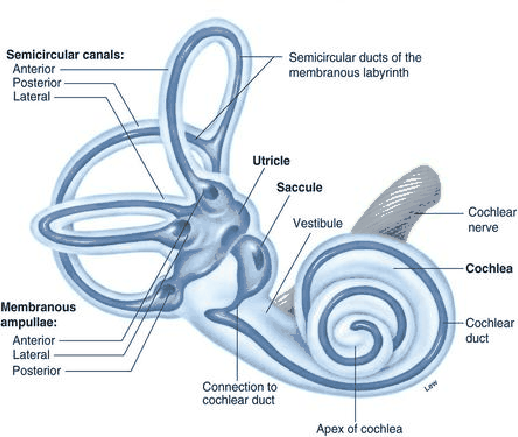 Semicircular canals:
Anterior
Posterior
Lateral
Semicircular ducts of the
membranous labyrinth
Utricle
Saccule
Vestibule
Cochlear
nerve
Cochlea
Cochlear
duct
Membranous
ampullae:
Anterior
Lateral
Posterior
Connection to
cochlear duct
Apex of cochlea